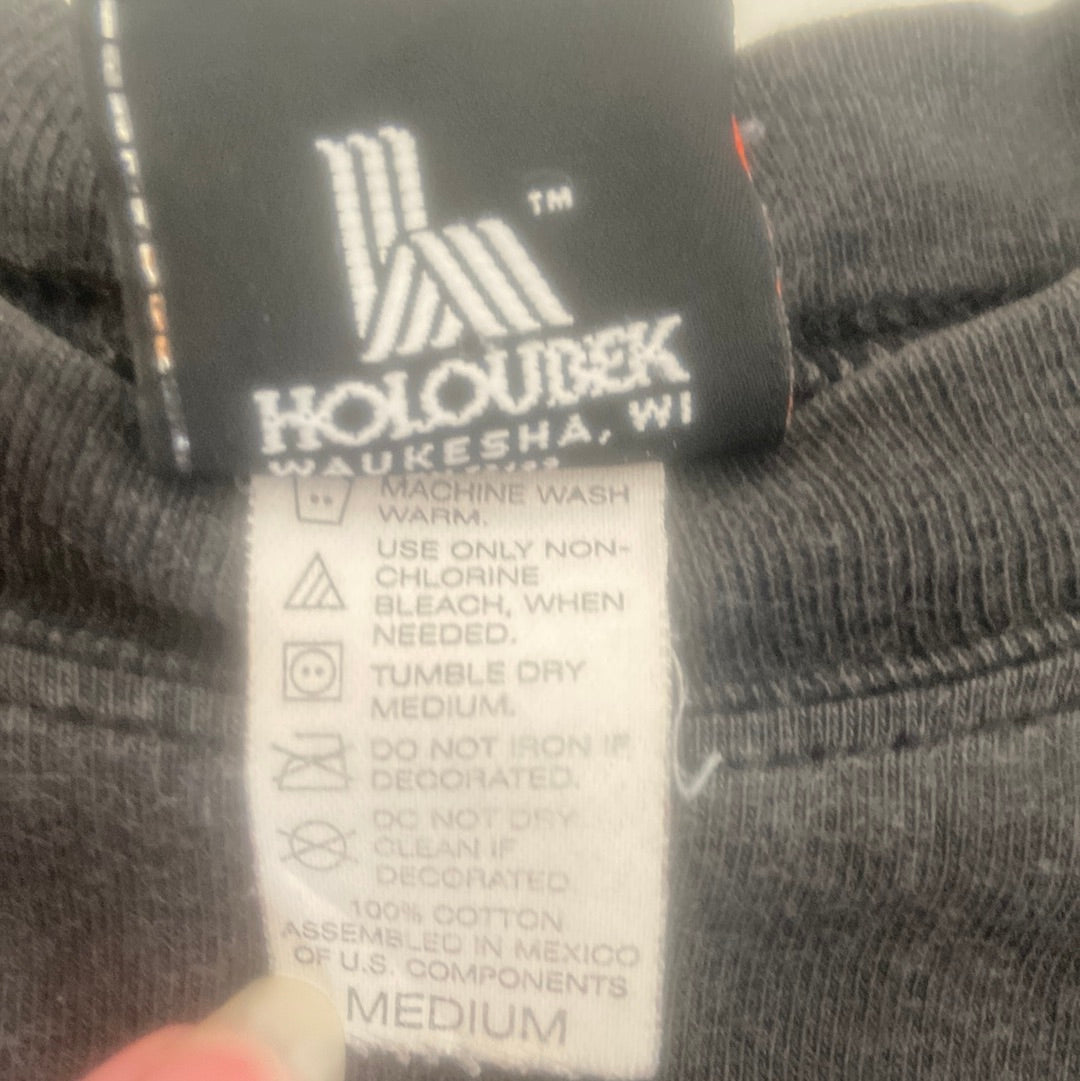 TM
HOLOUBEK
WAUKESHA, WI
MACHINE WASH
WARM.
USE ONLY NON-
CHLORINE
BLEACH, WHEN
NEEDED.
TUMBLE DRY
MEDIUM.
DO NOT IRON IF
DECORATED.
DO NOT DRY
CLEAN IF
DECORATED.
100% COTTON
ASSEMBLED IN MEXICO
OF U.S. COMPONENTS
MEDIUM